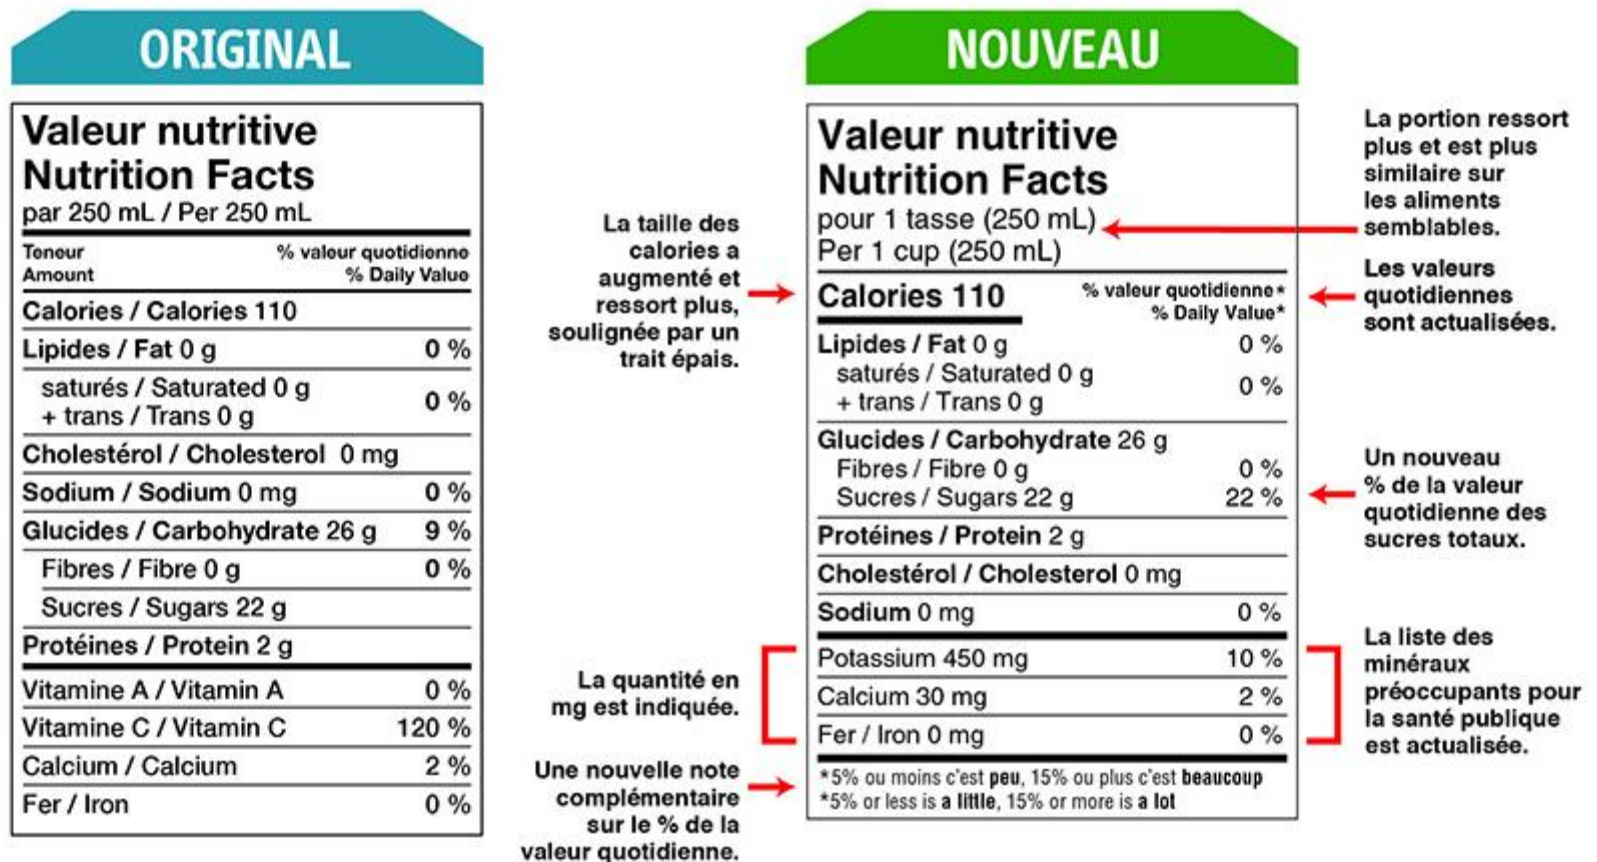 ORIGINAL
Valeur nutritive
Nutrition Facts
par 250 mL / Per 250 mL
Teneur % valeur quotidienne
Amount % Daily Value
Calories / Calories 110
Lipides / Fat 0 g 0 %
saturés / Saturated 0 g
+ trans / Trans 0 g
0 %
Cholestérol / Cholesterol 0 mg
Sodium / Sodium 0 mg 0 %
Glucides / Carbohydrate 26 g 9 %
Fibres / Fibre 0 g 0 %
Sucres / Sugars 22 g
Protéines / Protein 2 g
Vitamine A / Vitamin A 0 %
Vitamine C / Vitamin C 120 %
Calcium / Calcium 2 %
Fer / Iron 0 %
La taille des
calories a
augmenté et
ressort plus,
soulignée par un
trait épais.
La quantité en
mg est indiquée.
Une nouvelle note
complémentaire
sur le % de la
valeur quotidienne.
NOUVEAU
Valeur nutritive
Nutrition Facts
pour 1 tasse (250 mL)
Per 1 cup (250 mL)
Calories 110
% valeur quotidienne*
% Daily Value*
Lipides / Fat 0 g 0 %
saturés / Saturated 0 g
+ trans / Trans 0 g
0 %
Glucides / Carbohydrate 26 g
Fibres / Fibre 0 g 0 %
Sucres / Sugars 22 g 22 %
Protéines / Protein 2 g
Cholestérol / Cholesterol 0 mg
Sodium 0 mg 0 %
Potassium 450 mg 10 %
Calcium 30 mg 2 %
Fer / Iron 0 mg 0 %
*5% ou moins c'est peu, 15% ou plus c'est beaucoup
*5% or less is a little, 15% or more is a lot
La portion ressort
plus et est plus
similaire sur
les aliments
semblables.
Les valeurs
quotidiennes
sont actualisées.
Un nouveau
% de la valeur
quotidienne des
sucres totaux.
La liste des
minéraux
préoccupants pour
la santé publique
est actualisée.